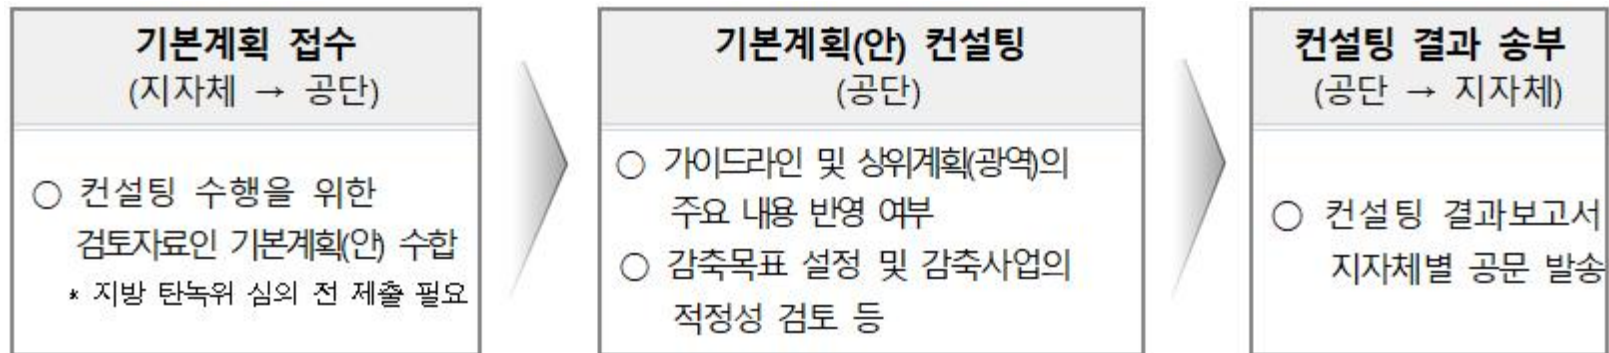 기본계획 접수
(지자체 → 공단)
○ 컨설팅 수행을 위한
검토자료인 기본계획(안) 수합
* 지방 탄녹위 심의 전 제출 필요
기본계획(안) 컨설팅
(공단)
○ 가이드라인 및 상위계획(광역)의
주요 내용 반영 여부
○ 감축목표 설정 및 감축사업의
적정성 검토 등
컨설팅 결과 송부
(공단 → 지자체)
○ 컨설팅 결과보고서
지자체별 공문 발송